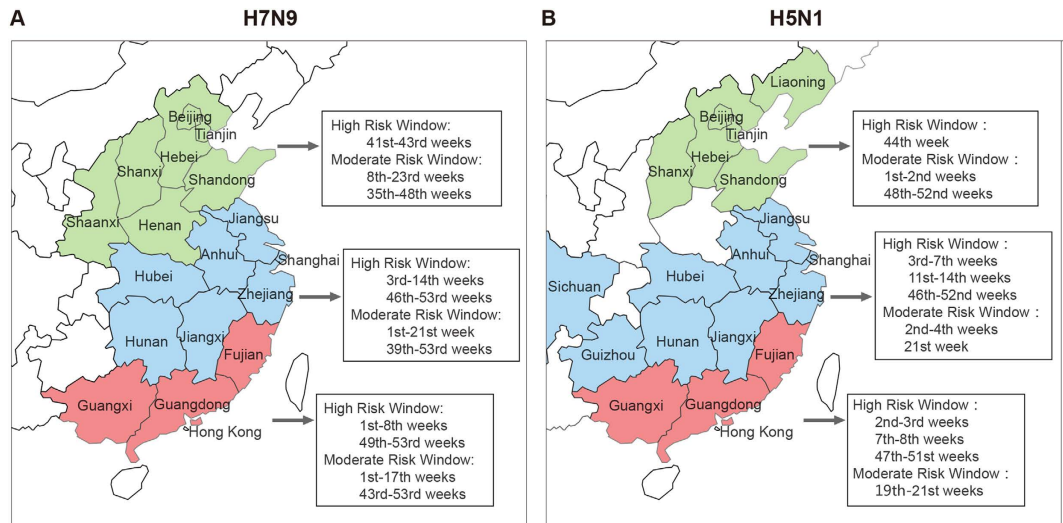 A
H7N9
Beijing
Tianjin
Hebei
Shanxi
Shandong
Shaanxi
Henan
Jiangsu
Anhui
Shanghai
Hubei
Zhejiang
Hunan
Jiangxi
Fujian
Guangxi
Guangdong
Hong Kong
High Risk Window:
41st-43rd weeks
Moderate Risk Window:
8th-23rd weeks
35th-48th weeks
High Risk Window:
3rd-14th weeks
46th-53rd weeks
Moderate Risk Window:
1st-21st week
39th-53rd weeks
High Risk Window:
1st-8th weeks
49th-53rd weeks
Moderate Risk Window:
1st-17th weeks
43rd-53rd weeks
B
H5N1
Liaoning
Beijing
Tianjin
Hebei
Shanxi
Shandong
Jiangsu
Anhui
Shanghai
Hubei
Sichuan
Zhejiang
Hunan
Jiangxi
Guizhou
Fujian
Guangxi
Guangdong
Hong Kong
High Risk Window :
44th week
Moderate Risk Window :
1st-2nd weeks
48th-52nd weeks
High Risk Window :
3rd-7th weeks
11st-14th weeks
46th-52nd weeks
Moderate Risk Window :
2nd-4th weeks
21st week
High Risk Window :
2nd-3rd weeks
7th-8th weeks
47th-51st weeks
Moderate Risk Window :
19th-21st weeks